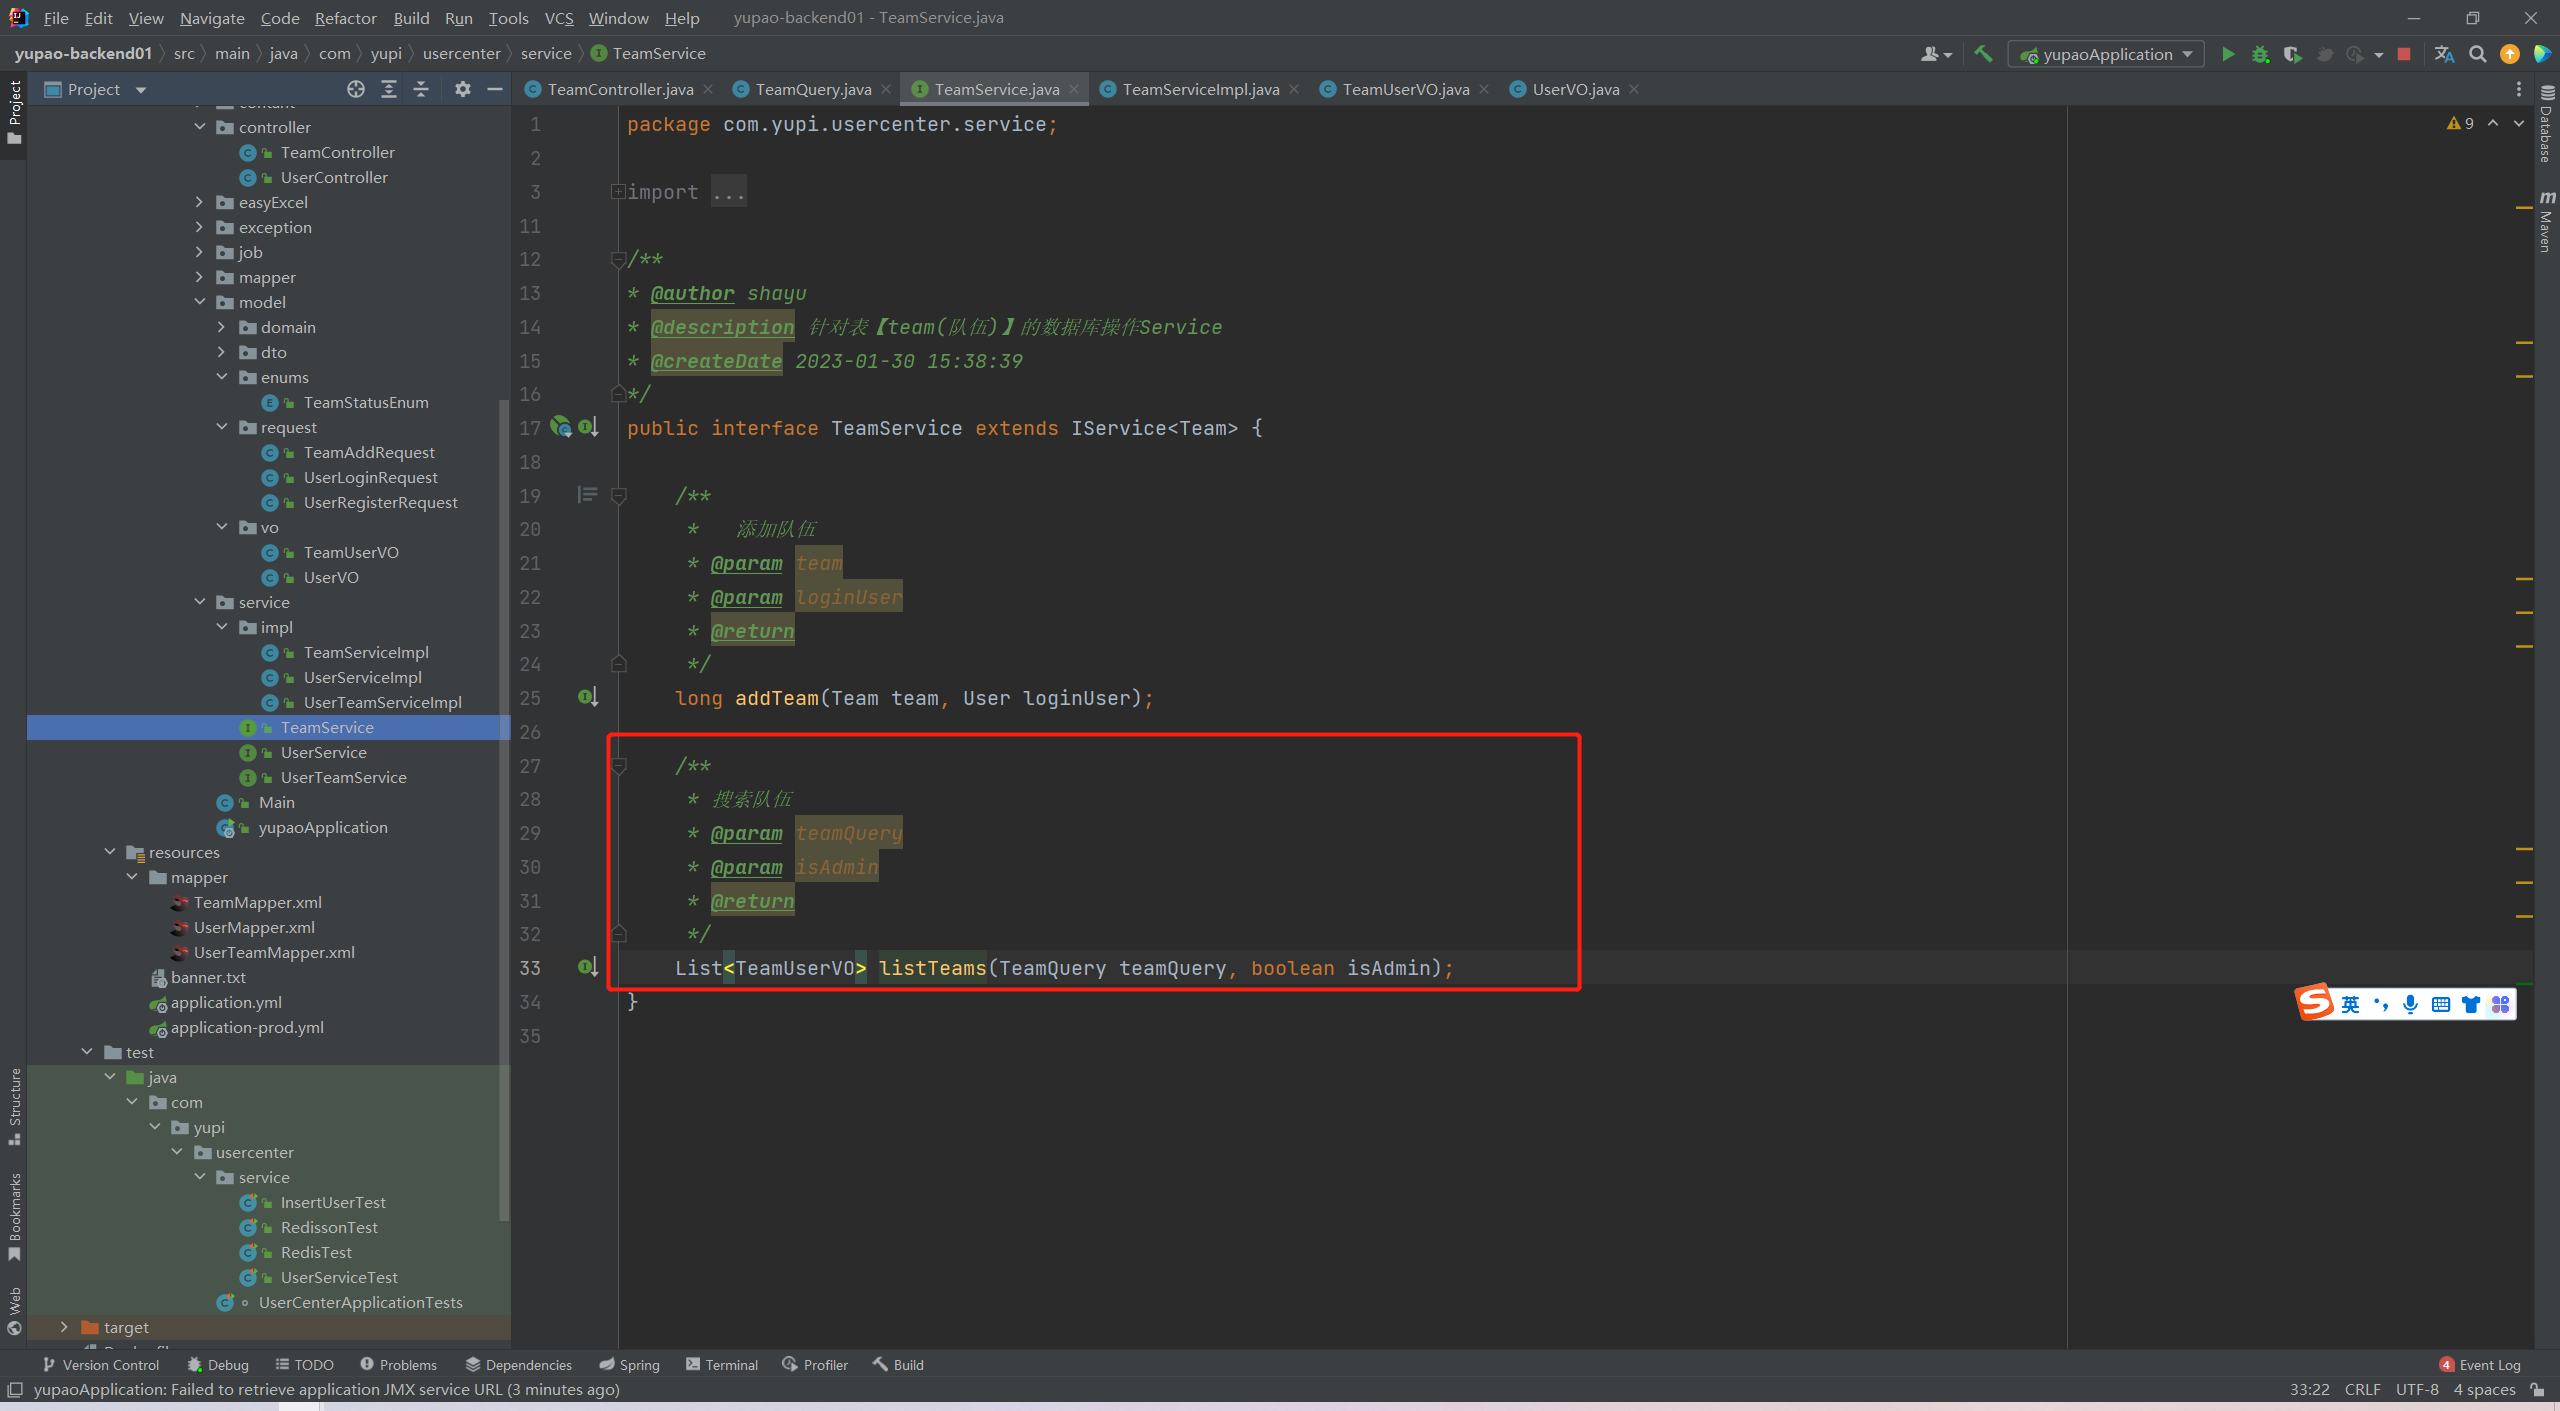 File Edit View Navigate Code Refactor Build Run Tools VCS Window Help yupao-backend01 - TeamService.java
yupao-backend01 src main java com yupi usercenter service TeamService yupaoApplication
Project
TeamController.java TeamQuery.java TeamService.java TeamServiceImpl.java TeamUserVO.java UserVO.java
Project
Structure
Bookmarks
Web
controller
TeamController
UserController
easyExcel
exception
job
mapper
model
domain
dto
enums
TeamStatusEnum
request
TeamAddRequest
UserLoginRequest
UserRegisterRequest
vo
TeamUserVO
UserVO
service
impl
TeamServiceImpl
UserServiceImpl
UserTeamServiceImpl
TeamService
UserService
UserTeamService
Main
yupaoApplication
resources
mapper
TeamMapper.xml
UserMapper.xml
UserTeamMapper.xml
banner.txt
application.yml
application-prod.yml
test
java
com
yupi
usercenter
service
InsertUserTest
RedissonTest
RedisTest
UserServiceTest
UserCenterApplicationTests
target
1 package com.yupi.usercenter.service;
2
3 import ...
11
12 /**
13 * @author shayu
14 * @description 针对表【team(队伍)】的数据库操作Service
15 * @createDate 2023-01-30 15:38:39
16 */
17 public interface TeamService extends IService<Team> {
18
19 /**
20 * 添加队伍
21 * @param team
22 * @param loginUser
23 * @return
24 */
25 long addTeam(Team team, User loginUser);
26
27 /**
28 * 搜索队伍
29 * @param teamQuery
30 * @param isAdmin
31 * @return
32 */
33 List<TeamUserVO> listTeams(TeamQuery teamQuery, boolean isAdmin);
34 }
35
9
Database
m Maven
英
Version Control Debug TODO Problems Dependencies Spring Terminal Profiler Build 4 Event Log
yupaoApplication: Failed to retrieve application JMX service URL (3 minutes ago) 33:22 CRLF UTF-8 4 spaces